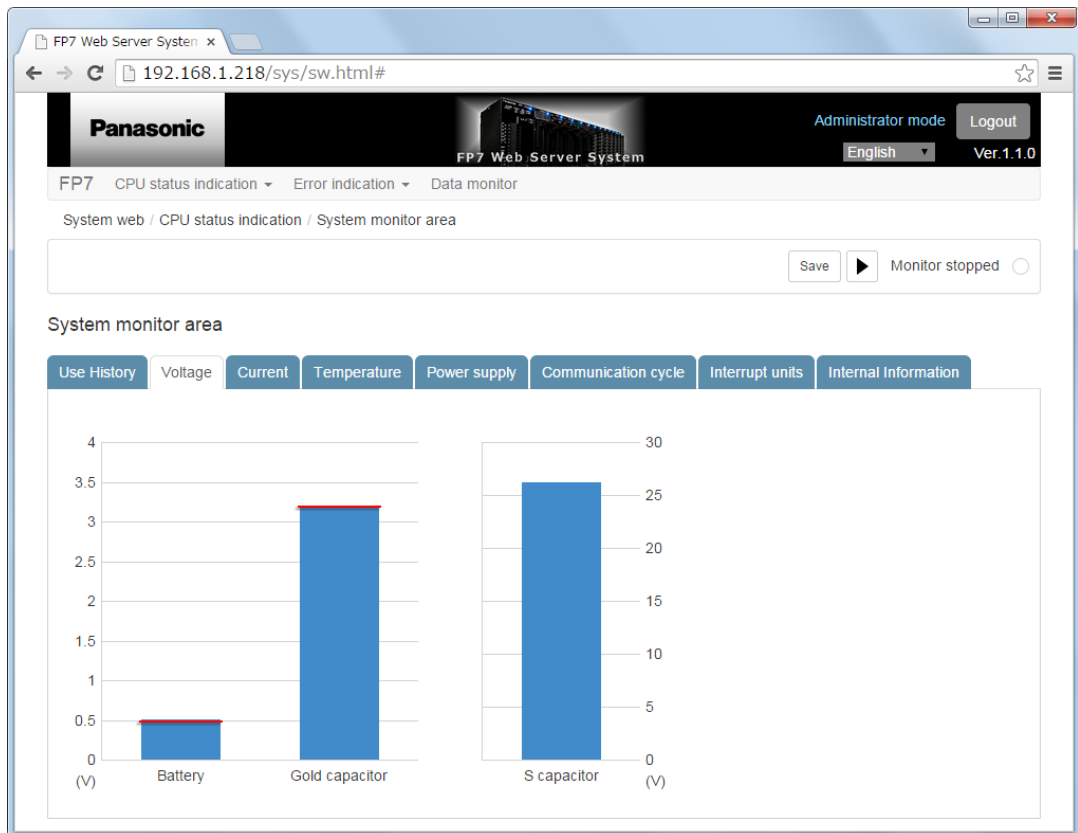 FP7 Web Server System
192.168.1.218/sys/sw.html#
Panasonic
FP7 Web Server System
Administrator mode
Logout
English
Ver.1.1.0
FP7 CPU status indication Error indication Data monitor
System web / CPU status indication / System monitor area
Save Monitor stopped
System monitor area
Use History Voltage Current Temperature Power supply Communication cycle Interrupt units Internal Information
4
3.5
3
2.5
2
1.5
1
0.5
0
(V)
Battery Gold capacitor
30
25
20
15
10
5
0
(V)
S capacitor